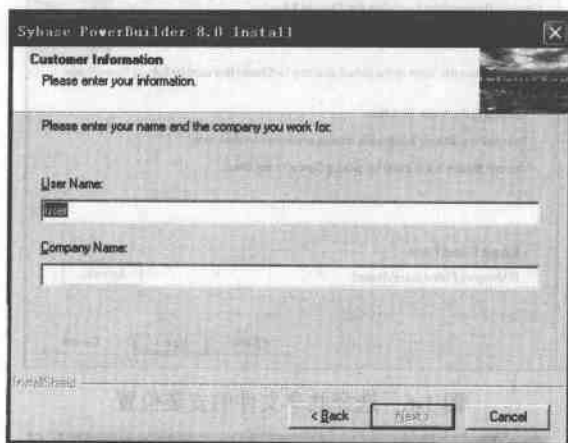 Sybase PowerBuilder 8.0 Install
Customer Information
Please enter your information.
Please enter your name and the company you work for.
User Name:
user
Company Name:
InstallShield
< Back
Next >
Cancel